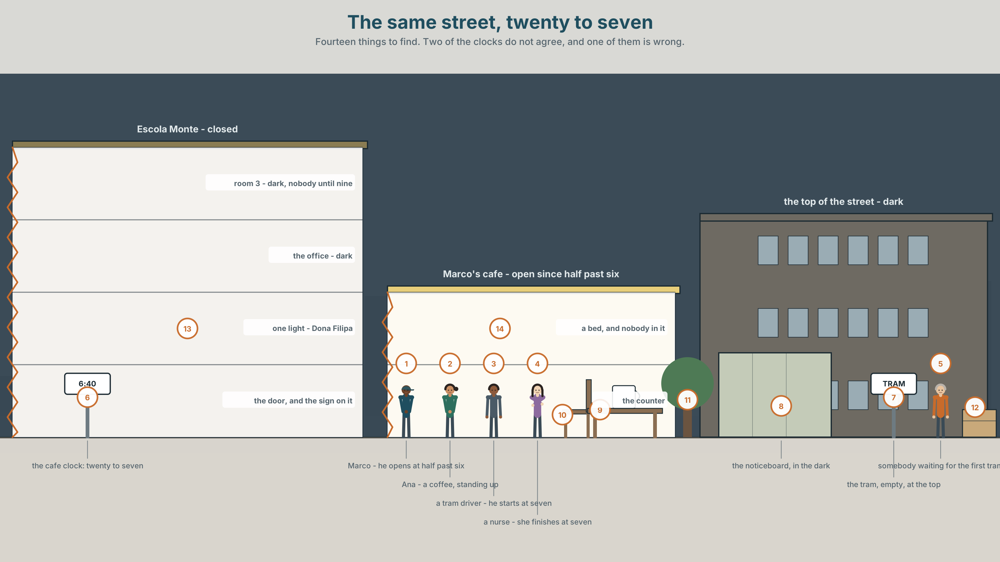 The same street, twenty to seven
Fourteen things to find. Two of the clocks do not agree, and one of them is wrong.
Escola Monte - closed
room 3 - dark, nobody until nine
the office - dark
13
one light - Dona Filipa
6:40
6
the door, and the sign on it
the cafe clock: twenty to seven
Marco's cafe - open since half past six
14
a bed, and nobody in it
1
2
3
4
the counter
10
9
11
Marco - he opens at half past six
Ana - a coffee, standing up
a tram driver - he starts at seven
a nurse - she finishes at seven
the top of the street - dark
5
TRAM
7
8
12
the noticeboard, in the dark
somebody waiting for the first
the tram, empty, at the top